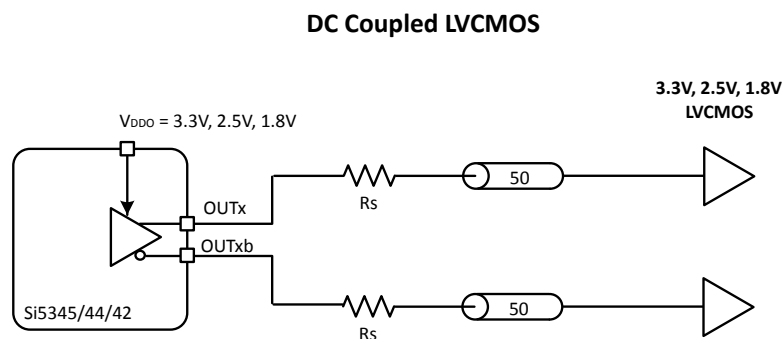 DC Coupled LVCMOS
3.3V, 2.5V, 1.8V
LVCMOS
VDDO = 3.3V, 2.5V, 1.8V
OUTx
Rs
50
OUTxb
Si5345/44/42
Rs
50